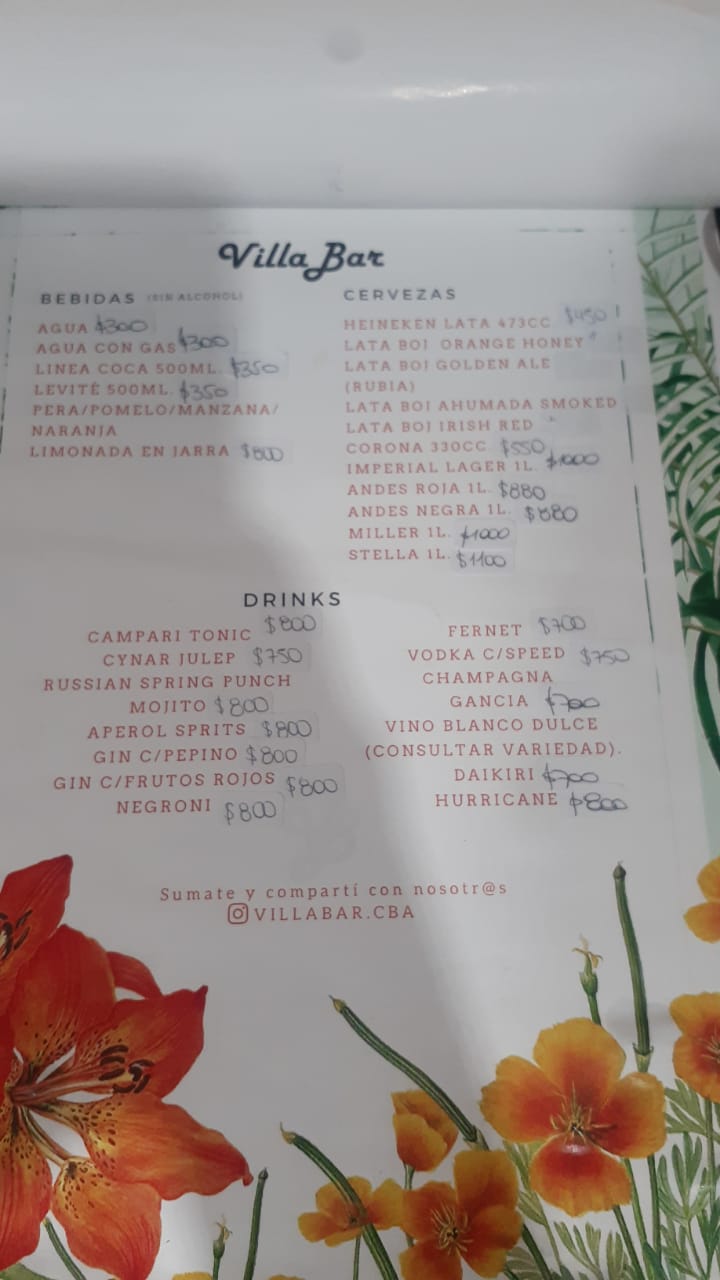 Villa Bar
BEBIDAS (SIN ALCOHOL)
AGUA $300
AGUA CON GAS $300
LINEA COCA 500ML. $350
LEVITÉ 500ML. $350
PERA/POMELO/MANZANA/
NARANJA
LIMONADA EN JARRA $800
CERVEZAS
HEINEKEN LATA 473CC $450
LATA BOJ ORANGE HONEY
LATA BOJ GOLDEN ALE
(RUBIA)
LATA BOJ AHUMADA SMOKED
LATA BOJ IRISH RED
CORONA 330CC $550
IMPERIAL LAGER 1L. $1000
ANDES ROJA 1L. $880
ANDES NEGRA 1L. $880
MILLER 1L. $1000
STELLA 1L. $1100
DRINKS
CAMPARI TONIC $800
CYNAR JULEP $750
RUSSIAN SPRING PUNCH
MOJITO $800
APEROL SPRITS $800
GIN C/PEPINO $800
GIN C/FRUTOS ROJOS $800
NEGRONI $800
FERNET $700
VODKA C/SPEED $750
CHAMPAGNA
GANCIA $700
VINO BLANCO DULCE
(CONSULTAR VARIEDAD).
DAIKIRI $700
HURRICANE $800
Sumate y compartí con nosotr@s
VILLABAR.CBA